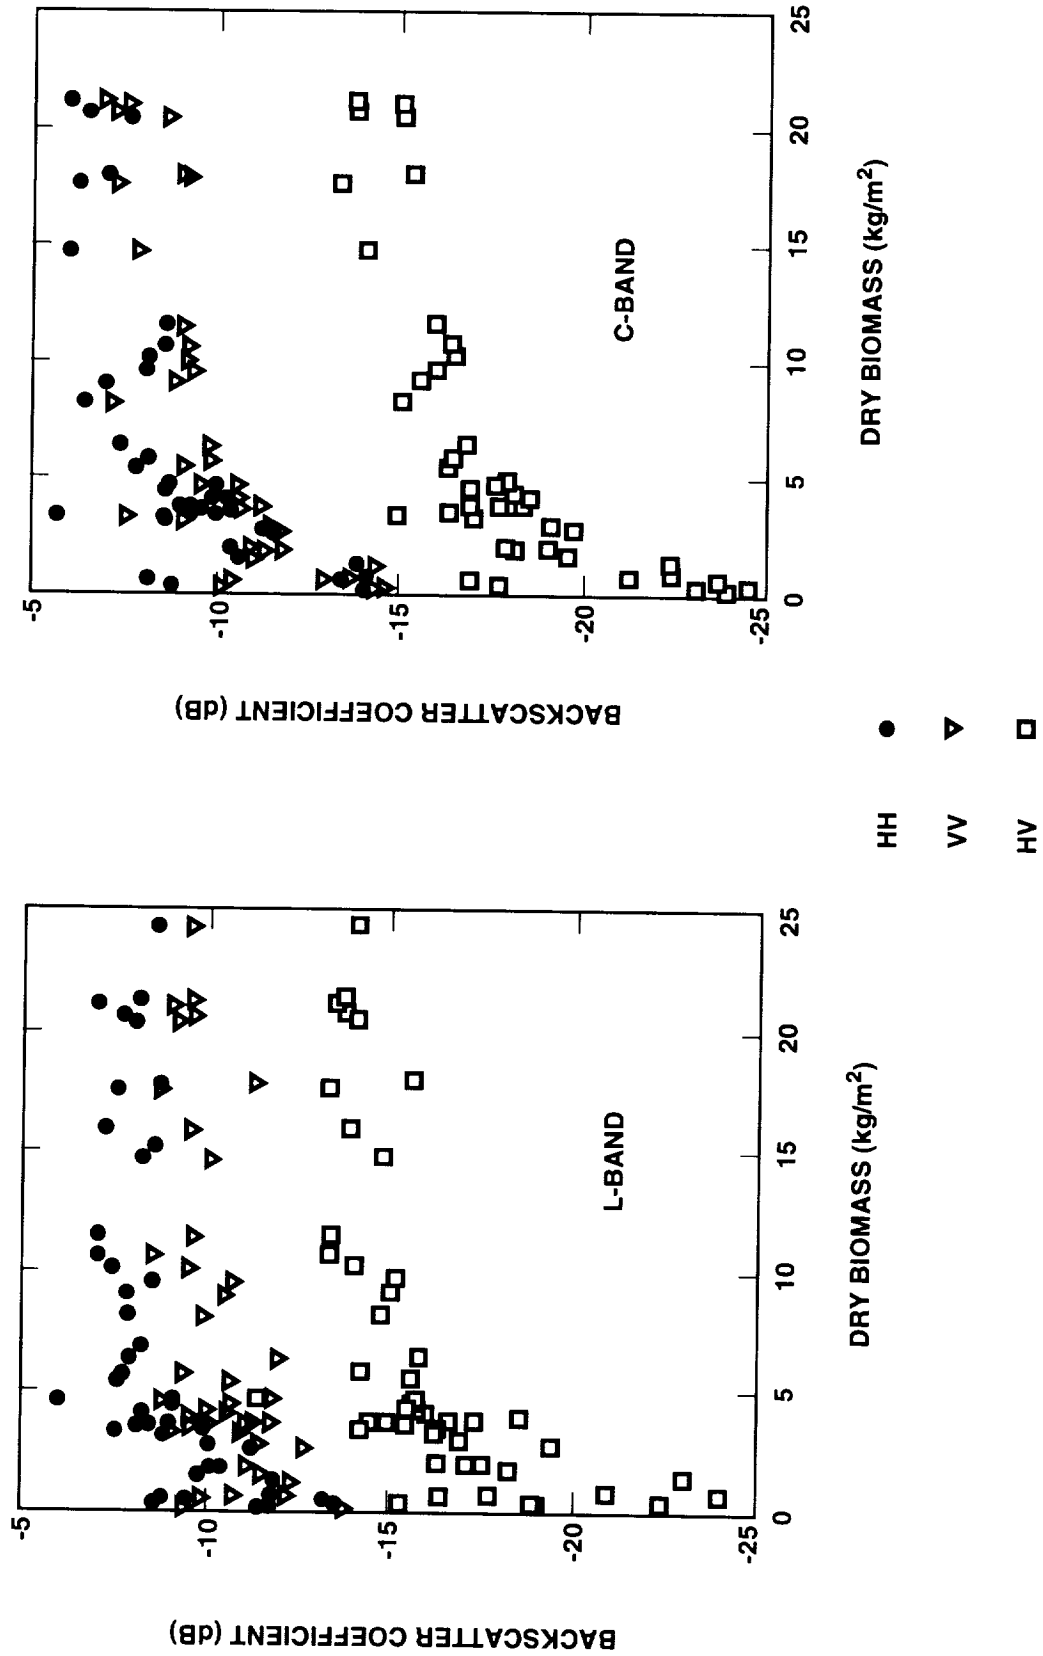 -5
-10
-15
-20
-25
BACKSCATTER COEFFICIENT (dB)
L-BAND
0
5
10
15
20
25
DRY BIOMASS (kg/m²)
HH
VV
HV
-5
-10
-15
-20
-25
BACKSCATTER COEFFICIENT (dB)
C-BAND
0
5
10
15
20
25
DRY BIOMASS (kg/m²)